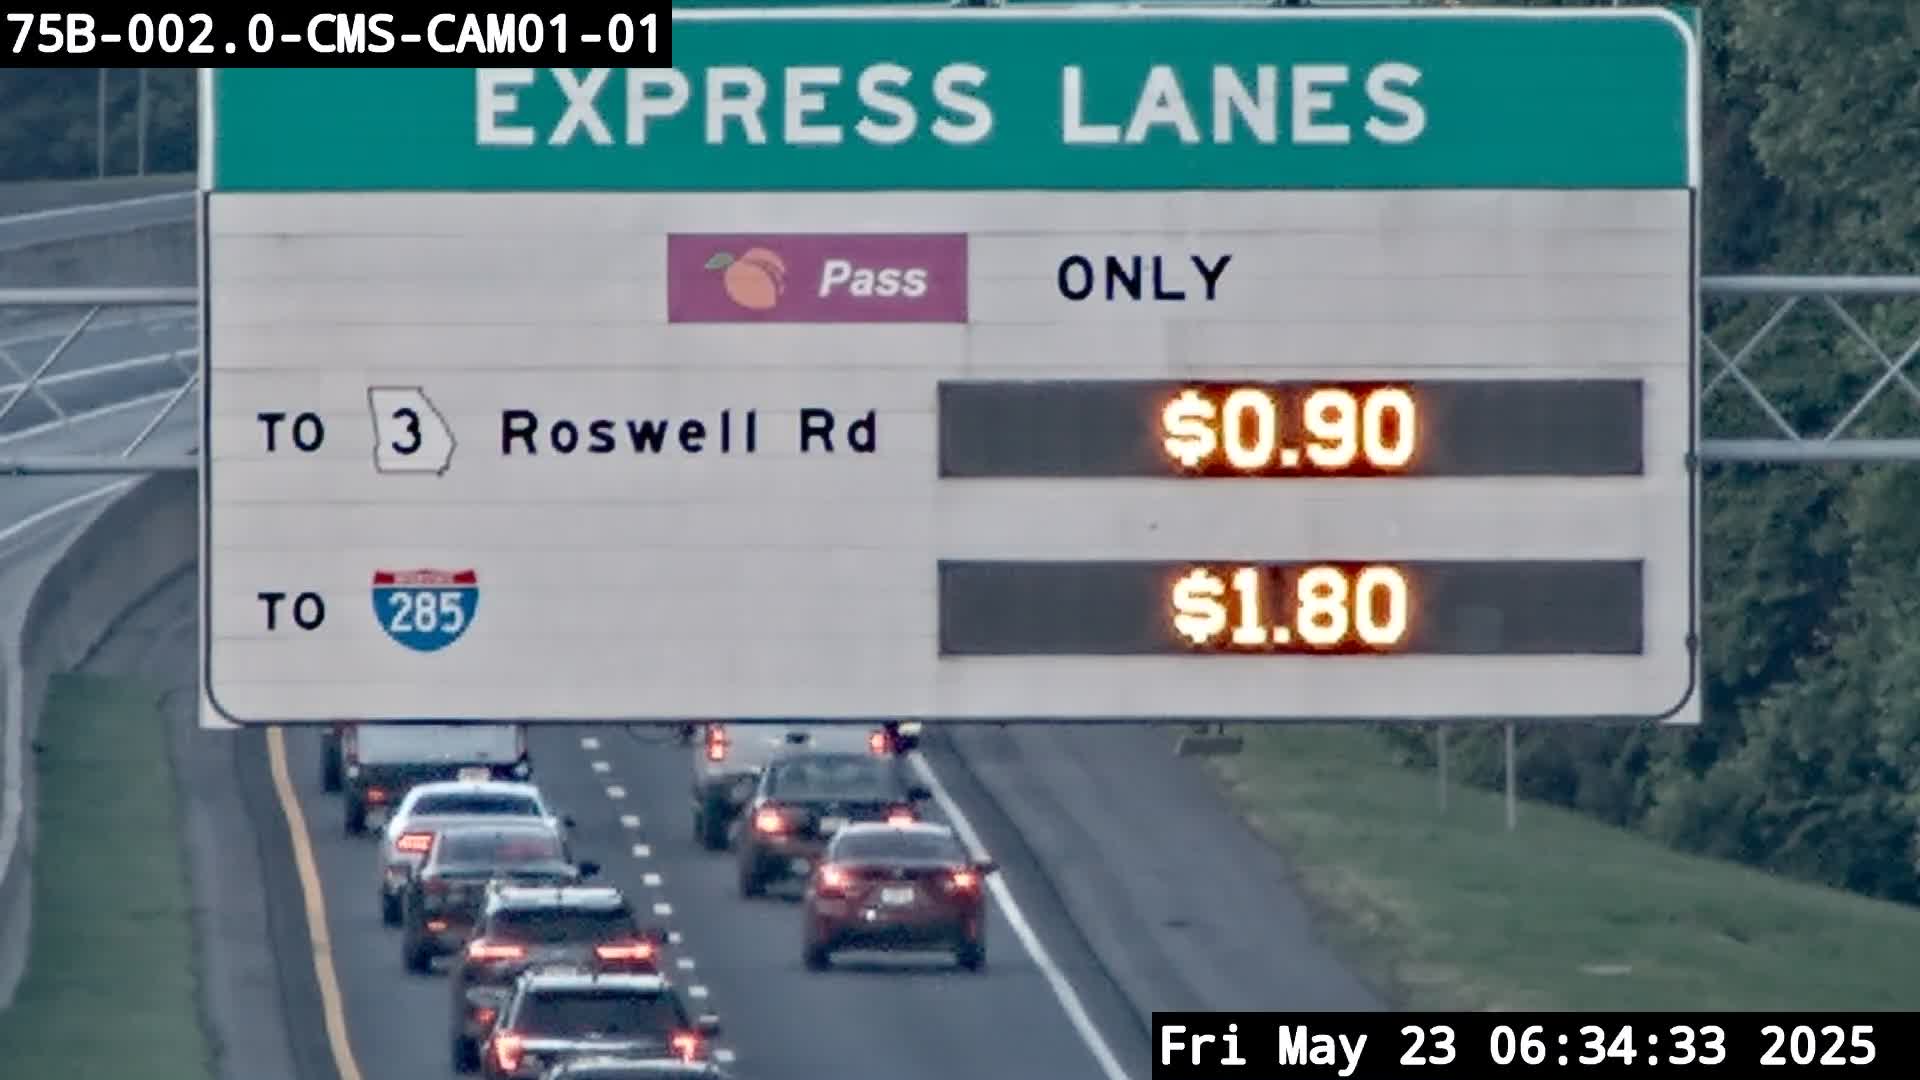 75B-002.0-CMS-CAM01-01
EXPRESS LANES
Pass ONLY
TO 3 Roswell Rd $0.90
TO 285 $1.80
Fri May 23 06:34:33 2025